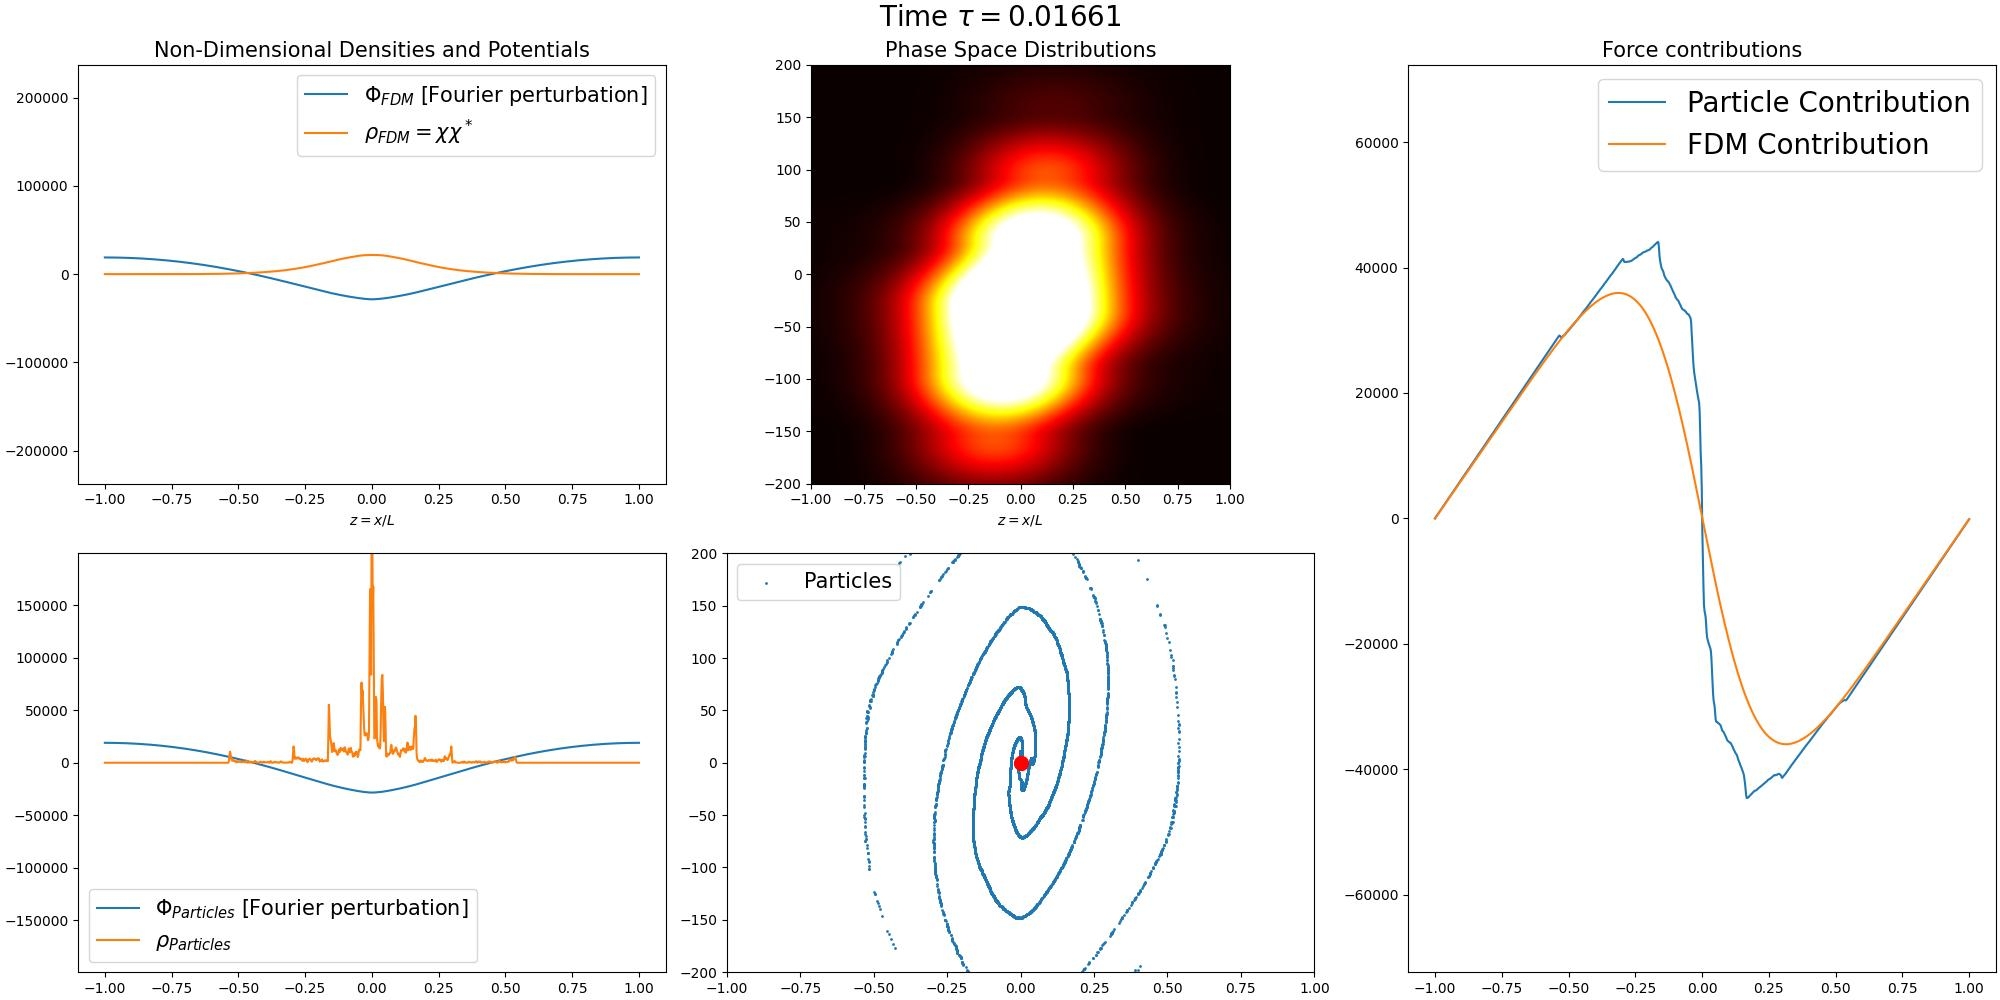 Time τ = 0.01661
Non-Dimensional Densities and Potentials
Φ_FDM [Fourier perturbation]
ρ_FDM = χχ*
200000
100000
0
−100000
−200000
−1.00 −0.75 −0.50 −0.25 0.00 0.25 0.50 0.75 1.00
z = x/L
Phase Space Distributions
200
150
100
50
0
−50
−100
−150
−200
−1.00 −0.75 −0.50 −0.25 0.00 0.25 0.50 0.75 1.00
z = x/L
Force contributions
Particle Contribution
FDM Contribution
60000
40000
20000
0
−20000
−40000
−60000
−1.00 −0.75 −0.50 −0.25 0.00 0.25 0.50 0.75 1.00
150000
100000
50000
0
−50000
−100000
−150000
Φ_Particles [Fourier perturbation]
ρ_Particles
−1.00 −0.75 −0.50 −0.25 0.00 0.25 0.50 0.75 1.00
Particles
200
150
100
50
0
−50
−100
−150
−200
−1.00 −0.75 −0.50 −0.25 0.00 0.25 0.50 0.75 1.00